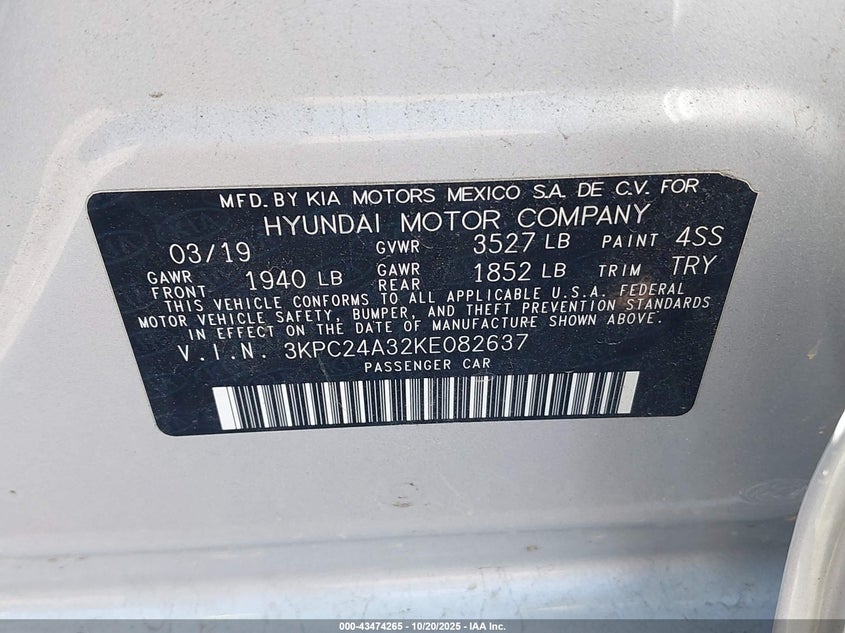 MFD. BY KIA MOTORS MEXICO S.A. DE C.V. FOR
HYUNDAI MOTOR COMPANY
03/19 GVWR 3527 LB PAINT 4SS
GAWR FRONT 1940 LB GAWR REAR 1852 LB TRIM TRY
THIS VEHICLE CONFORMS TO ALL APPLICABLE U.S.A. FEDERAL
MOTOR VEHICLE SAFETY, BUMPER, AND THEFT PREVENTION STANDARDS
IN EFFECT ON THE DATE OF MANUFACTURE SHOWN ABOVE.
V.I.N. 3KPC24A32KE082637
PASSENGER CAR
000-43474265 | 10/20/2025 - IAA Inc.